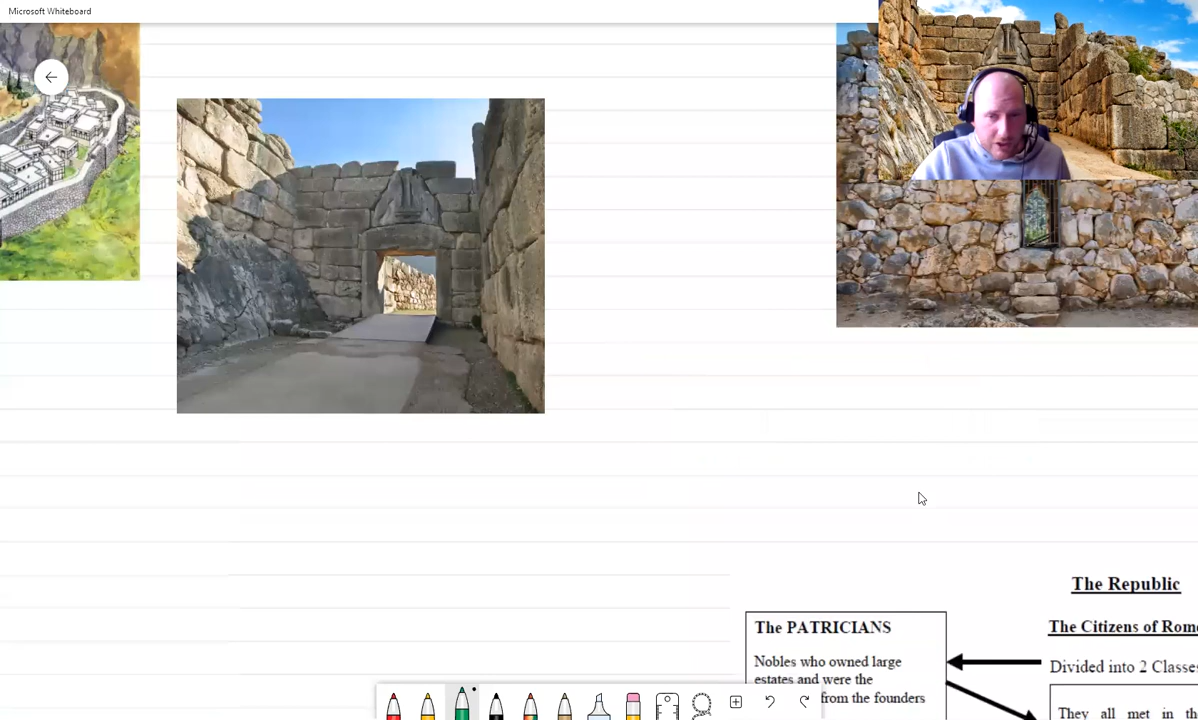 Microsoft Whiteboard
The Republic
The Citizens of Rom
The PATRICIANS
Divided into 2 Classe
Nobles who owned large
estates and were the
from the founders
They all met in th